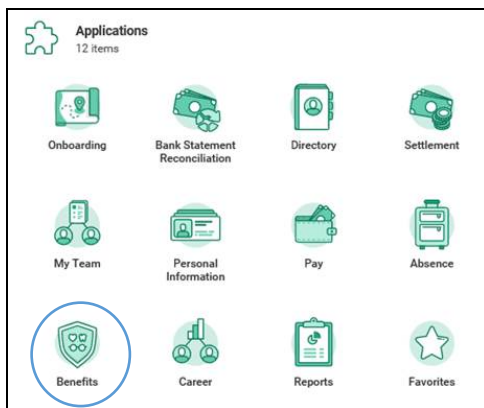 Applications
12 items
Onboarding
Bank Statement
Reconciliation
Directory
Settlement
My Team
Personal
Information
Pay
Absence
Benefits
Career
Reports
Favorites